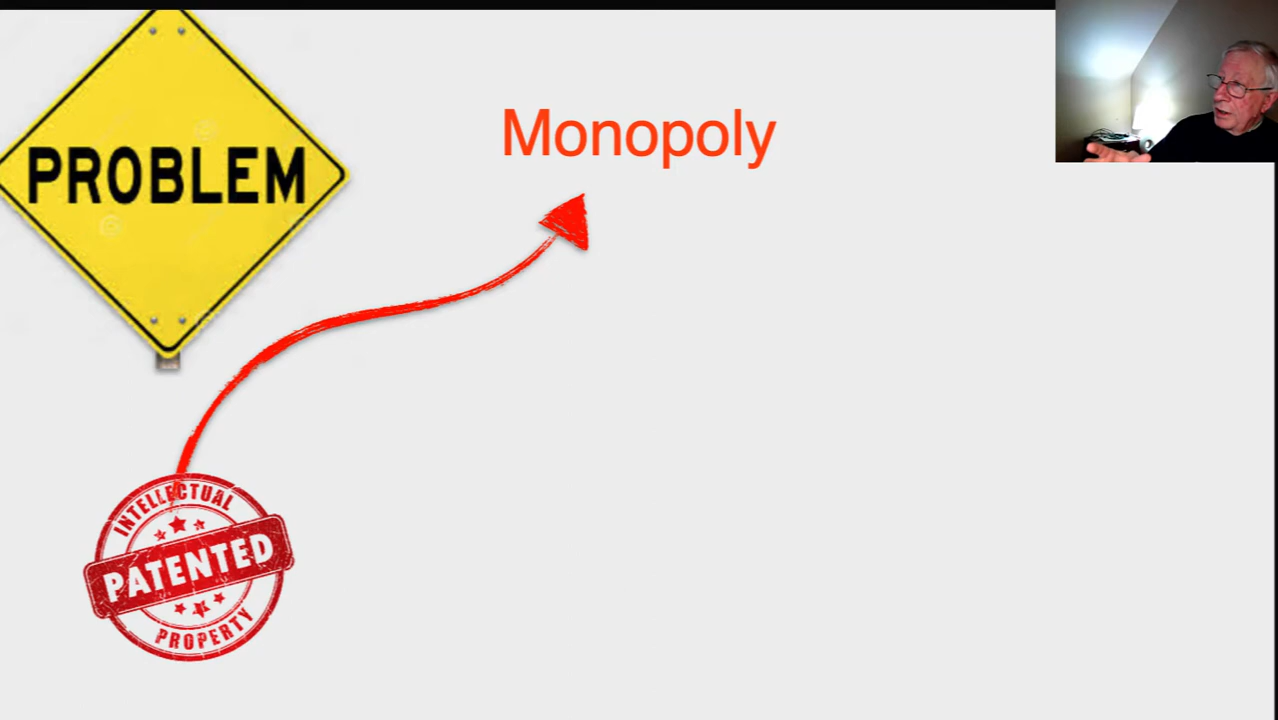 PROBLEM
Monopoly
INTELLECTUAL
PATENTED
PROPERTY